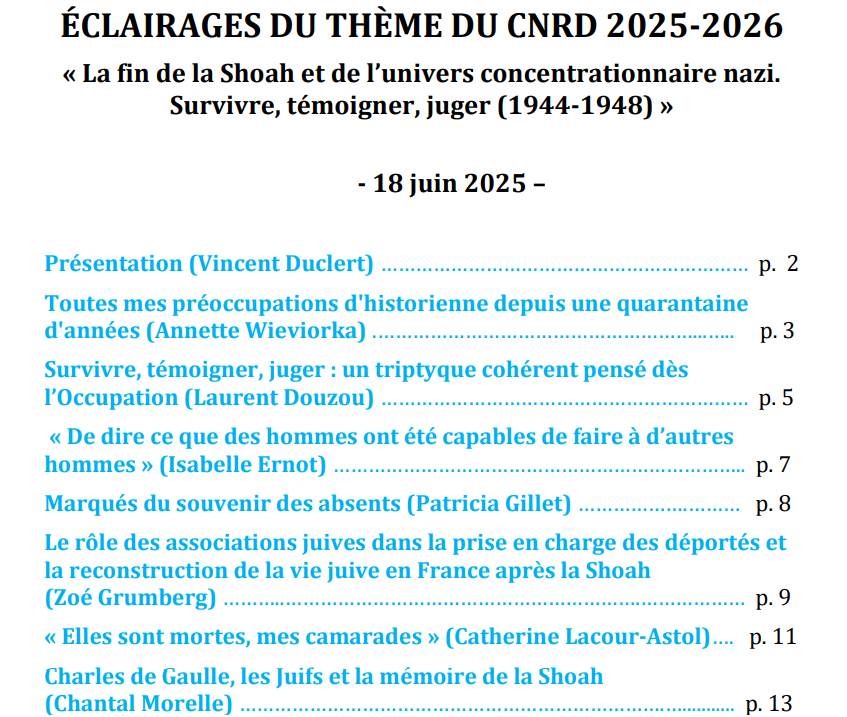 ÉCLAIRAGES DU THÈME DU CNRD 2025-2026
« La fin de la Shoah et de l’univers concentrationnaire nazi.
Survivre, témoigner, juger (1944-1948) »
- 18 juin 2025 –
Présentation (Vincent Duclert) ……………………………………………………… p. 2
Toutes mes préoccupations d'historienne depuis une quarantaine
d'années (Annette Wieviorka) ……………………………………………………….. p. 3
Survivre, témoigner, juger : un triptyque cohérent pensé dès
l’Occupation (Laurent Douzou) ……………………………………………………… p. 5
« De dire ce que des hommes ont été capables de faire à d’autres
hommes » (Isabelle Ernot) …………………………………………………………….. p. 7
Marqués du souvenir des absents (Patricia Gillet) ……………………… p. 8
Le rôle des associations juives dans la prise en charge des déportés et
la reconstruction de la vie juive en France après la Shoah
(Zoé Grumberg) ……………………………………………………………………………… p. 9
« Elles sont mortes, mes camarades » (Catherine Lacour-Astol)…. p. 11
Charles de Gaulle, les Juifs et la mémoire de la Shoah
(Chantal Morelle) ………………………………………………………………………….. p. 13